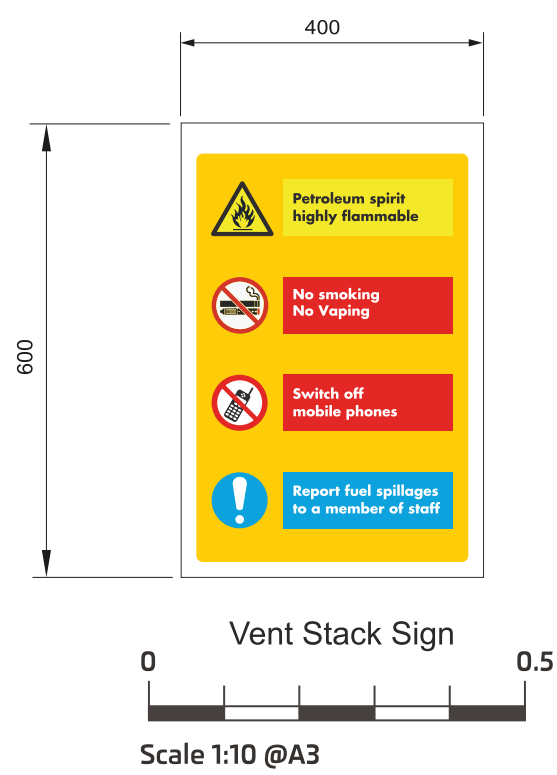 400
600
Petroleum spirit
highly flammable
No smoking
No Vaping
Switch off
mobile phones
Report fuel spillages
to a member of staff
Vent Stack Sign
0 0.5
Scale 1:10 @A3